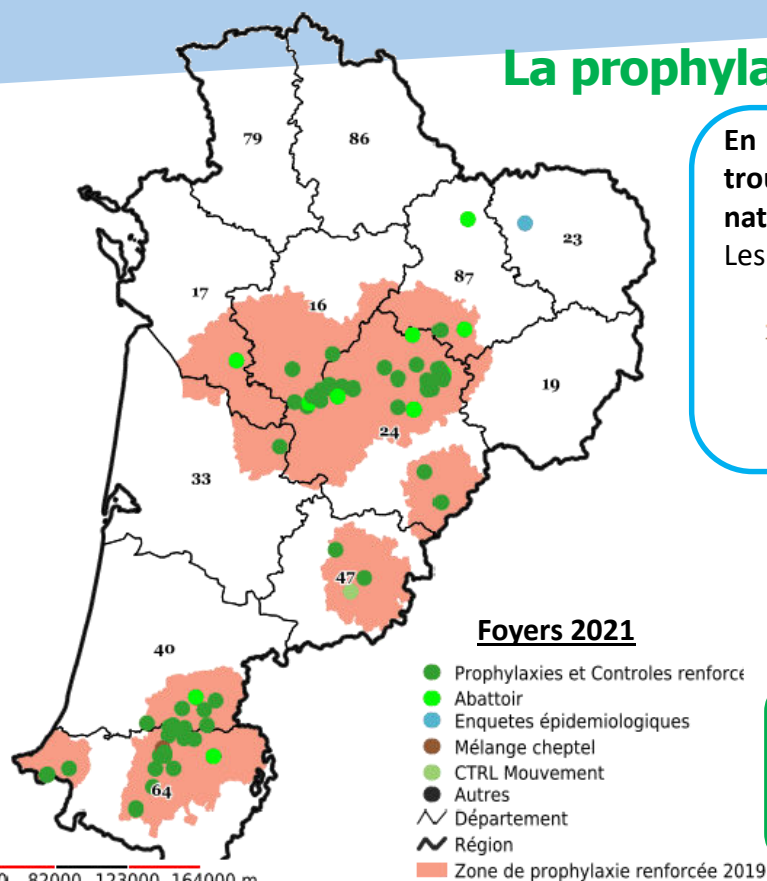 La prophyla
En
trou
nat
Les
79
86
23
17
16
87
19
24
33
47
40
64
Foyers 2021
Prophylaxies et Controles renforce
Abattoir
Enquetes épidemiologiques
Mélange cheptel
CTRL Mouvement
Autres
Département
Région
Zone de prophylaxie renforcée 2019
0 82000 123000 164000 m